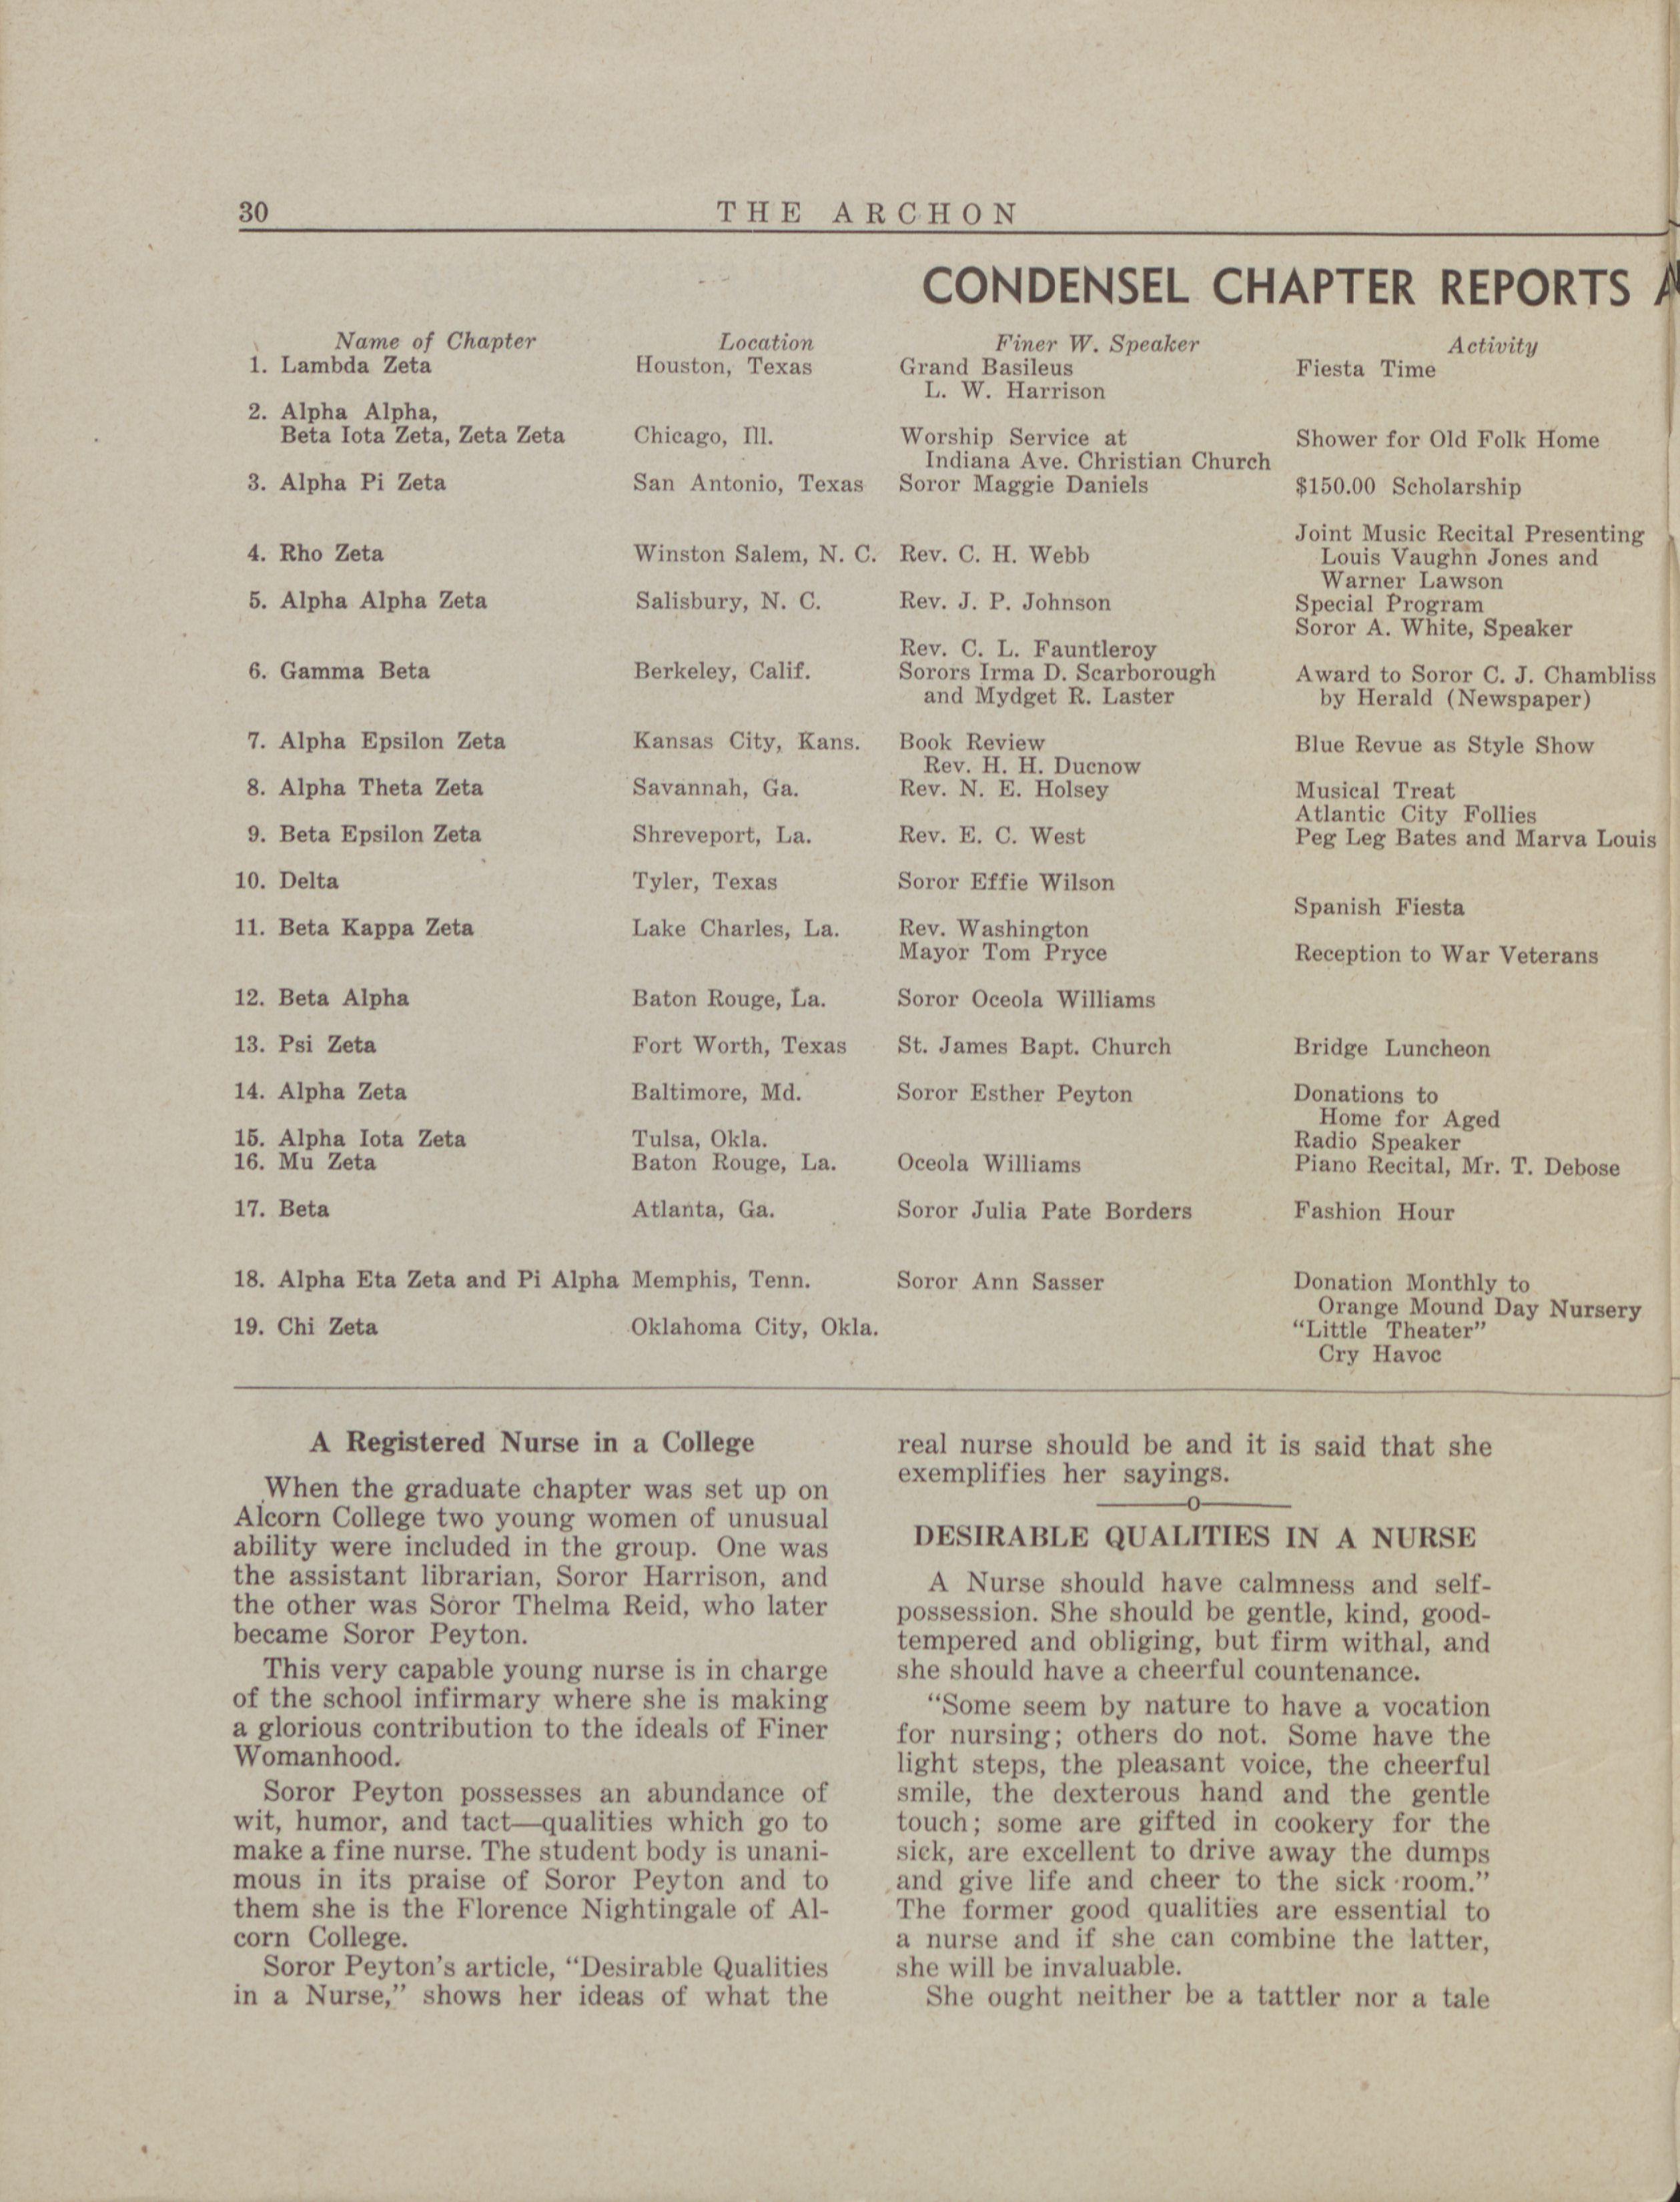 30 THE ARCHON
CONDENSEL CHAPTER REPORTS
Name of Chapter Location Finer W. Speaker Activity
1. Lambda Zeta Houston, Texas Grand Basileus Fiesta Time
L. W. Harrison
2. Alpha Alpha,
Beta Iota Zeta, Zeta Zeta Chicago, Ill. Worship Service at Shower for Old Folk Home
Indiana Ave. Christian Church
3. Alpha Pi Zeta San Antonio, Texas Soror Maggie Daniels $150.00 Scholarship
Joint Music Recital Presenting
4. Rho Zeta Winston Salem, N. C. Rev. C. H. Webb Louis Vaughn Jones and
Warner Lawson
5. Alpha Alpha Zeta Salisbury, N. C. Rev. J. P. Johnson Special Program
Soror A. White, Speaker
Rev. C. L. Fauntleroy
6. Gamma Beta Berkeley, Calif. Sorors Irma D. Scarborough Award to Soror C. J. Chambliss
and Mydget R. Laster by Herald (Newspaper)
7. Alpha Epsilon Zeta Kansas City, Kans. Book Review Blue Revue as Style Show
Rev. H. H. Ducnow
8. Alpha Theta Zeta Savannah, Ga. Rev. N. E. Holsey Musical Treat
Atlantic City Follies
9. Beta Epsilon Zeta Shreveport, La. Rev. E. C. West Peg Leg Bates and Marva Louis
10. Delta Tyler, Texas Soror Effie Wilson
Spanish Fiesta
11. Beta Kappa Zeta Lake Charles, La. Rev. Washington
Mayor Tom Pryce Reception to War Veterans
12. Beta Alpha Baton Rouge, La. Soror Oceola Williams
13. Psi Zeta Fort Worth, Texas St. James Bapt. Church Bridge Luncheon
14. Alpha Zeta Baltimore, Md. Soror Esther Peyton Donations to
Home for Aged
15. Alpha Iota Zeta Tulsa, Okla. Radio Speaker
16. Mu Zeta Baton Rouge, La. Oceola Williams Piano Recital, Mr. T. Debose
17. Beta Atlanta, Ga. Soror Julia Pate Borders Fashion Hour
18. Alpha Eta Zeta and Pi Alpha Memphis, Tenn. Soror Ann Sasser Donation Monthly to
Orange Mound Day Nursery
19. Chi Zeta Oklahoma City, Okla. "Little Theater"
Cry Havoc
A Registered Nurse in a College
When the graduate chapter was set up on
Alcorn College two young women of unusual
ability were included in the group. One was
the assistant librarian, Soror Harrison, and
the other was Soror Thelma Reid, who later
became Soror Peyton.
This very capable young nurse is in charge
of the school infirmary where she is making
a glorious contribution to the ideals of Finer
Womanhood.
Soror Peyton possesses an abundance of
wit, humor, and tact—qualities which go to
make a fine nurse. The student body is unani-
mous in its praise of Soror Peyton and to
them she is the Florence Nightingale of Al-
corn College.
Soror Peyton's article, "Desirable Qualities
in a Nurse," shows her ideas of what the
real nurse should be and it is said that she
exemplifies her sayings.
DESIRABLE QUALITIES IN A NURSE
A Nurse should have calmness and self-
possession. She should be gentle, kind, good-
tempered and obliging, but firm withal, and
she should have a cheerful countenance.
"Some seem by nature to have a vocation
for nursing; others do not. Some have the
light steps, the pleasant voice, the cheerful
smile, the dexterous hand and the gentle
touch; some are gifted in cookery for the
sick, are excellent to drive away the dumps
and give life and cheer to the sick room."
The former good qualities are essential to
a nurse and if she can combine the latter,
she will be invaluable.
She ought neither be a tattler nor a tale